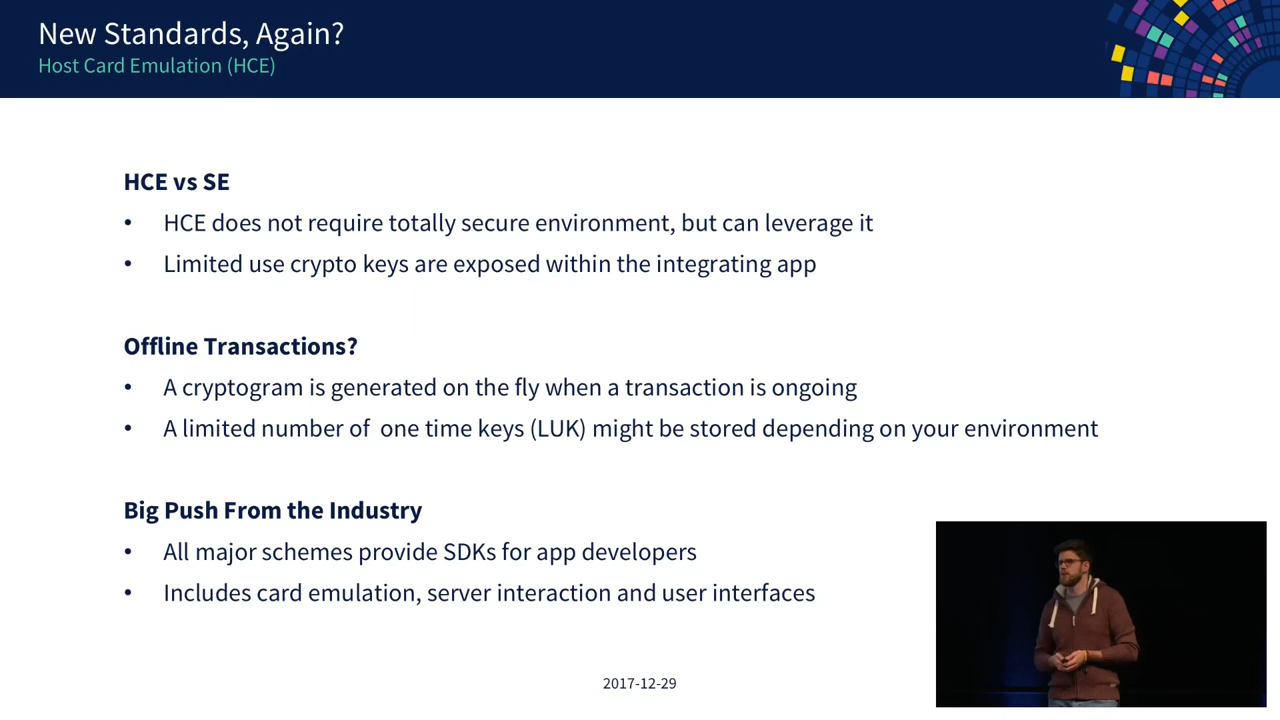 New Standards, Again?
Host Card Emulation (HCE)
HCE vs SE
• HCE does not require totally secure environment, but can leverage it
• Limited use crypto keys are exposed within the integrating app
Offline Transactions?
• A cryptogram is generated on the fly when a transaction is ongoing
• A limited number of  one time keys (LUK) might be stored depending on your environment
Big Push From the Industry
• All major schemes provide SDKs for app developers
• Includes card emulation, server interaction and user interfaces
2017-12-29